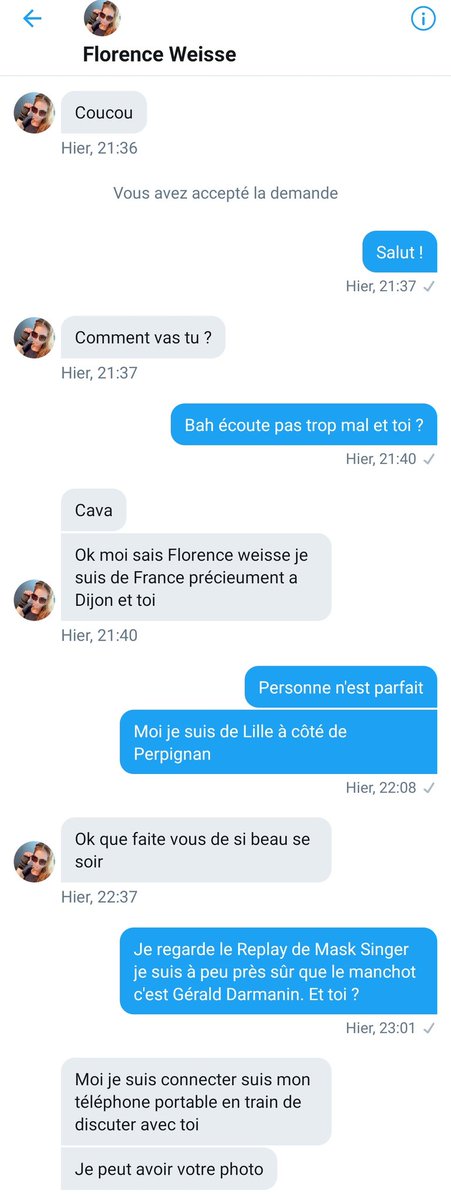 Florence Weisse
Coucou
Hier, 21:36
Vous avez accepté la demande
Salut !
Hier, 21:37
Comment vas tu ?
Hier, 21:37
Bah écoute pas trop mal et toi ?
Hier, 21:40
Cava
Ok moi sais Florence weisse je
suis de France précieument a
Dijon et toi
Hier, 21:40
Personne n'est parfait
Moi je suis de Lille à côté de
Perpignan
Hier, 22:08
Ok que faite vous de si beau se
soir
Hier, 22:37
Je regarde le Replay de Mask Singer
je suis à peu près sûr que le manchot
c'est Gérald Darmanin. Et toi ?
Hier, 23:01
Moi je suis connecter suis mon
téléphone portable en train de
discuter avec toi
Je peut avoir votre photo